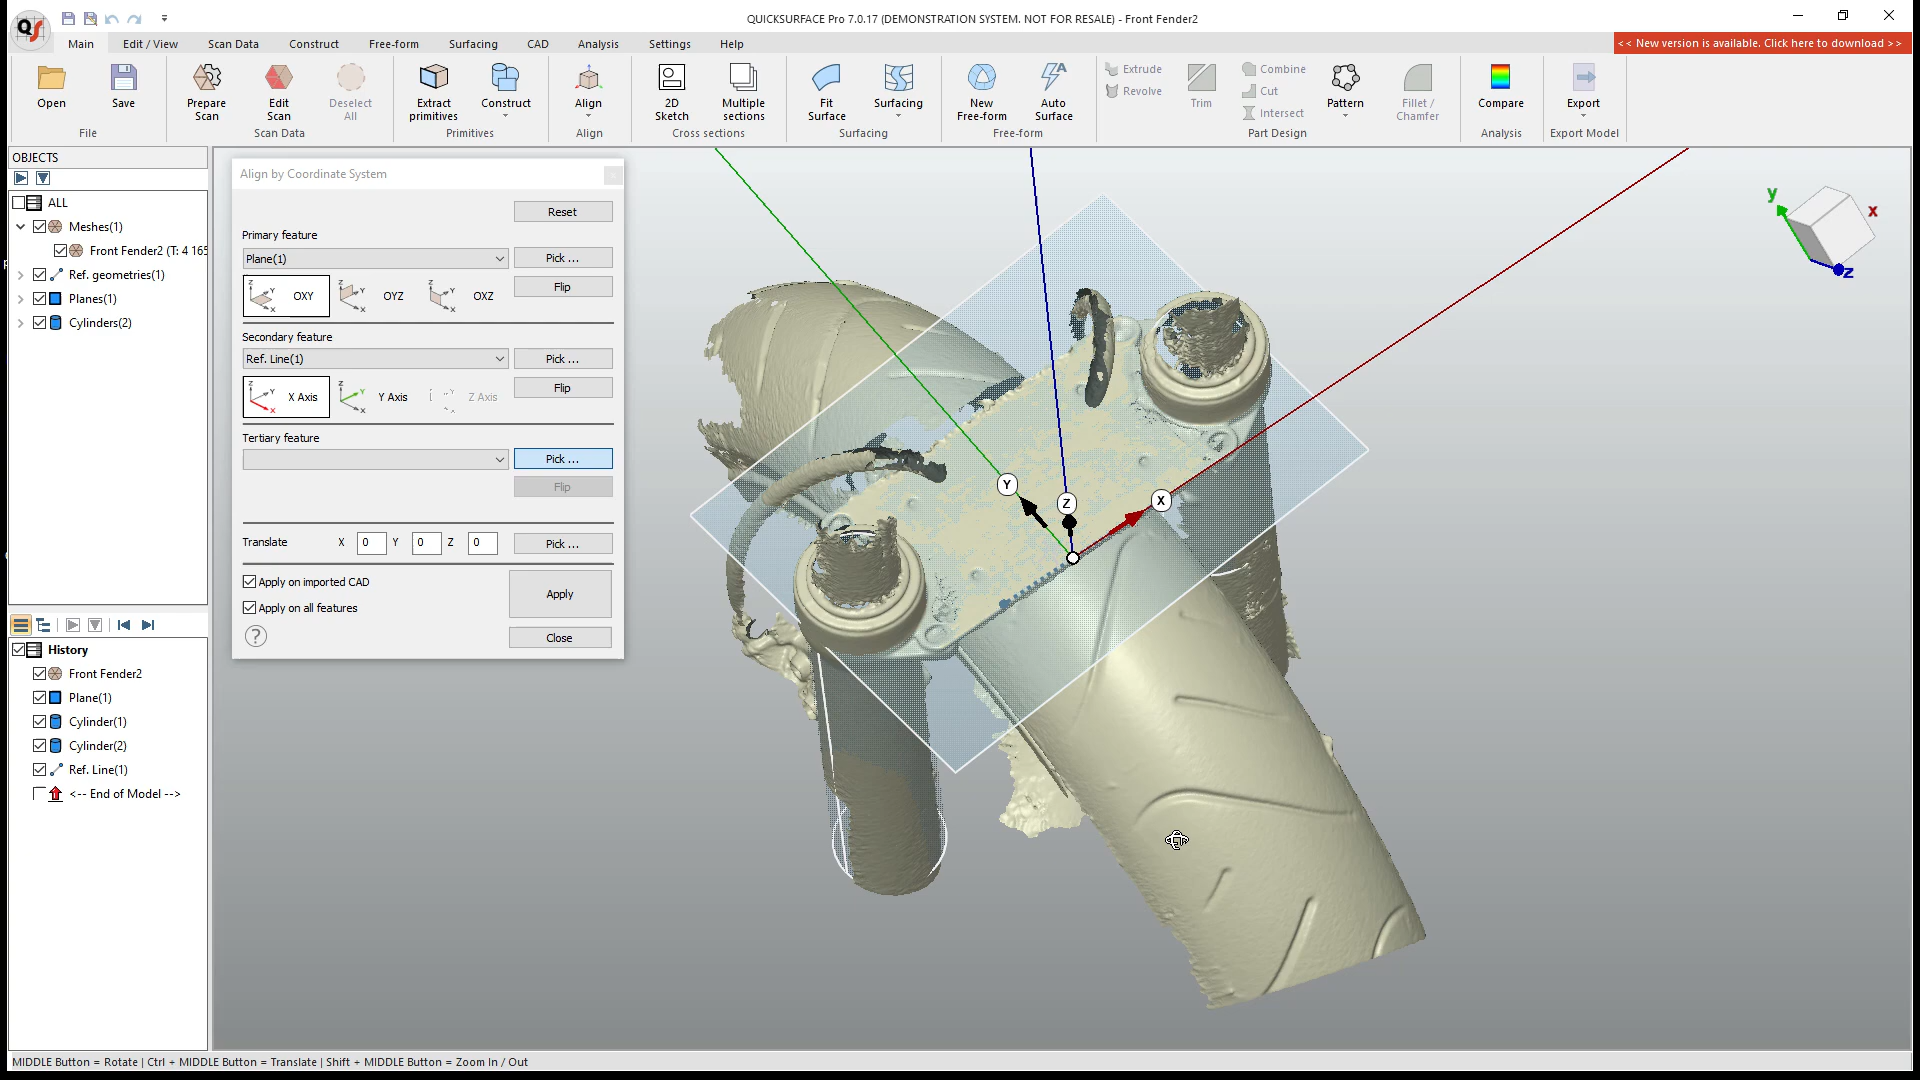 QUICKSURFACE Pro 7.0.17 (DEMONSTRATION SYSTEM. NOT FOR RESALE) - Front Fender2
QS
Main Edit / View Scan Data Construct Free-form Surfacing CAD Analysis Settings Help
<< New version is available. Click here to download >>
Open Save Prepare Scan Edit Scan Deselect All Extract primitives Construct Align 2D Sketch Multiple sections Fit Surface Surfacing New Free-form Auto Surface Extrude Revolve Trim Combine Cut Intersect Pattern Fillet / Chamfer Compare Export
File Scan Data Primitives Align Cross sections Surfacing Free-form Part Design Analysis Export Model
OBJECTS
ALL
Meshes(1)
Front Fender2 (T: 4 165
Ref. geometries(1)
Planes(1)
Cylinders(2)
History
Front Fender2
Plane(1)
Cylinder(1)
Cylinder(2)
Ref. Line(1)
<-- End of Model -->
Align by Coordinate System
Reset
Primary feature
Plane(1) Pick ...
OXY OYZ OXZ Flip
Secondary feature
Ref. Line(1) Pick ...
X Axis Y Axis Z Axis Flip
Tertiary feature
Pick ...
Flip
Translate X 0 Y 0 Z 0 Pick ...
Apply on imported CAD
Apply
Apply on all features
? Close
Y
Z
X
y
x
z
MIDDLE Button = Rotate | Ctrl + MIDDLE Button = Translate | Shift + MIDDLE Button = Zoom In / Out